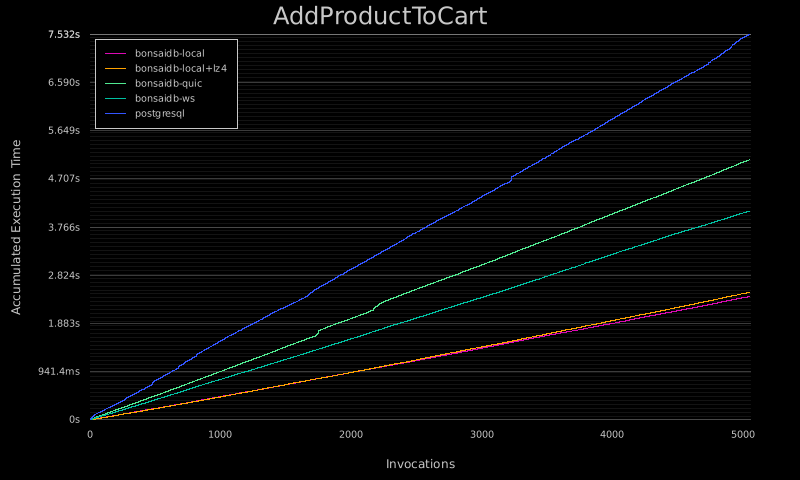 AddProductToCart
7.532s
6.590s
5.649s
4.707s
3.766s
2.824s
1.883s
941.4ms
0s
Accumulated Execution Time
bonsaidb-local
bonsaidb-local+lz4
bonsaidb-quic
bonsaidb-ws
postgresql
0 1000 2000 3000 4000 5000
Invocations